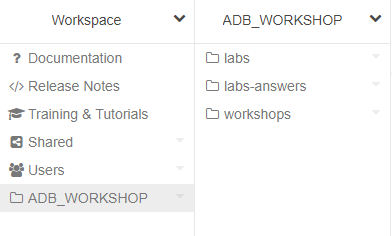 Workspace
Documentation
Release Notes
Training & Tutorials
Shared
Users
ADB_WORKSHOP
ADB_WORKSHOP
labs
labs-answers
workshops